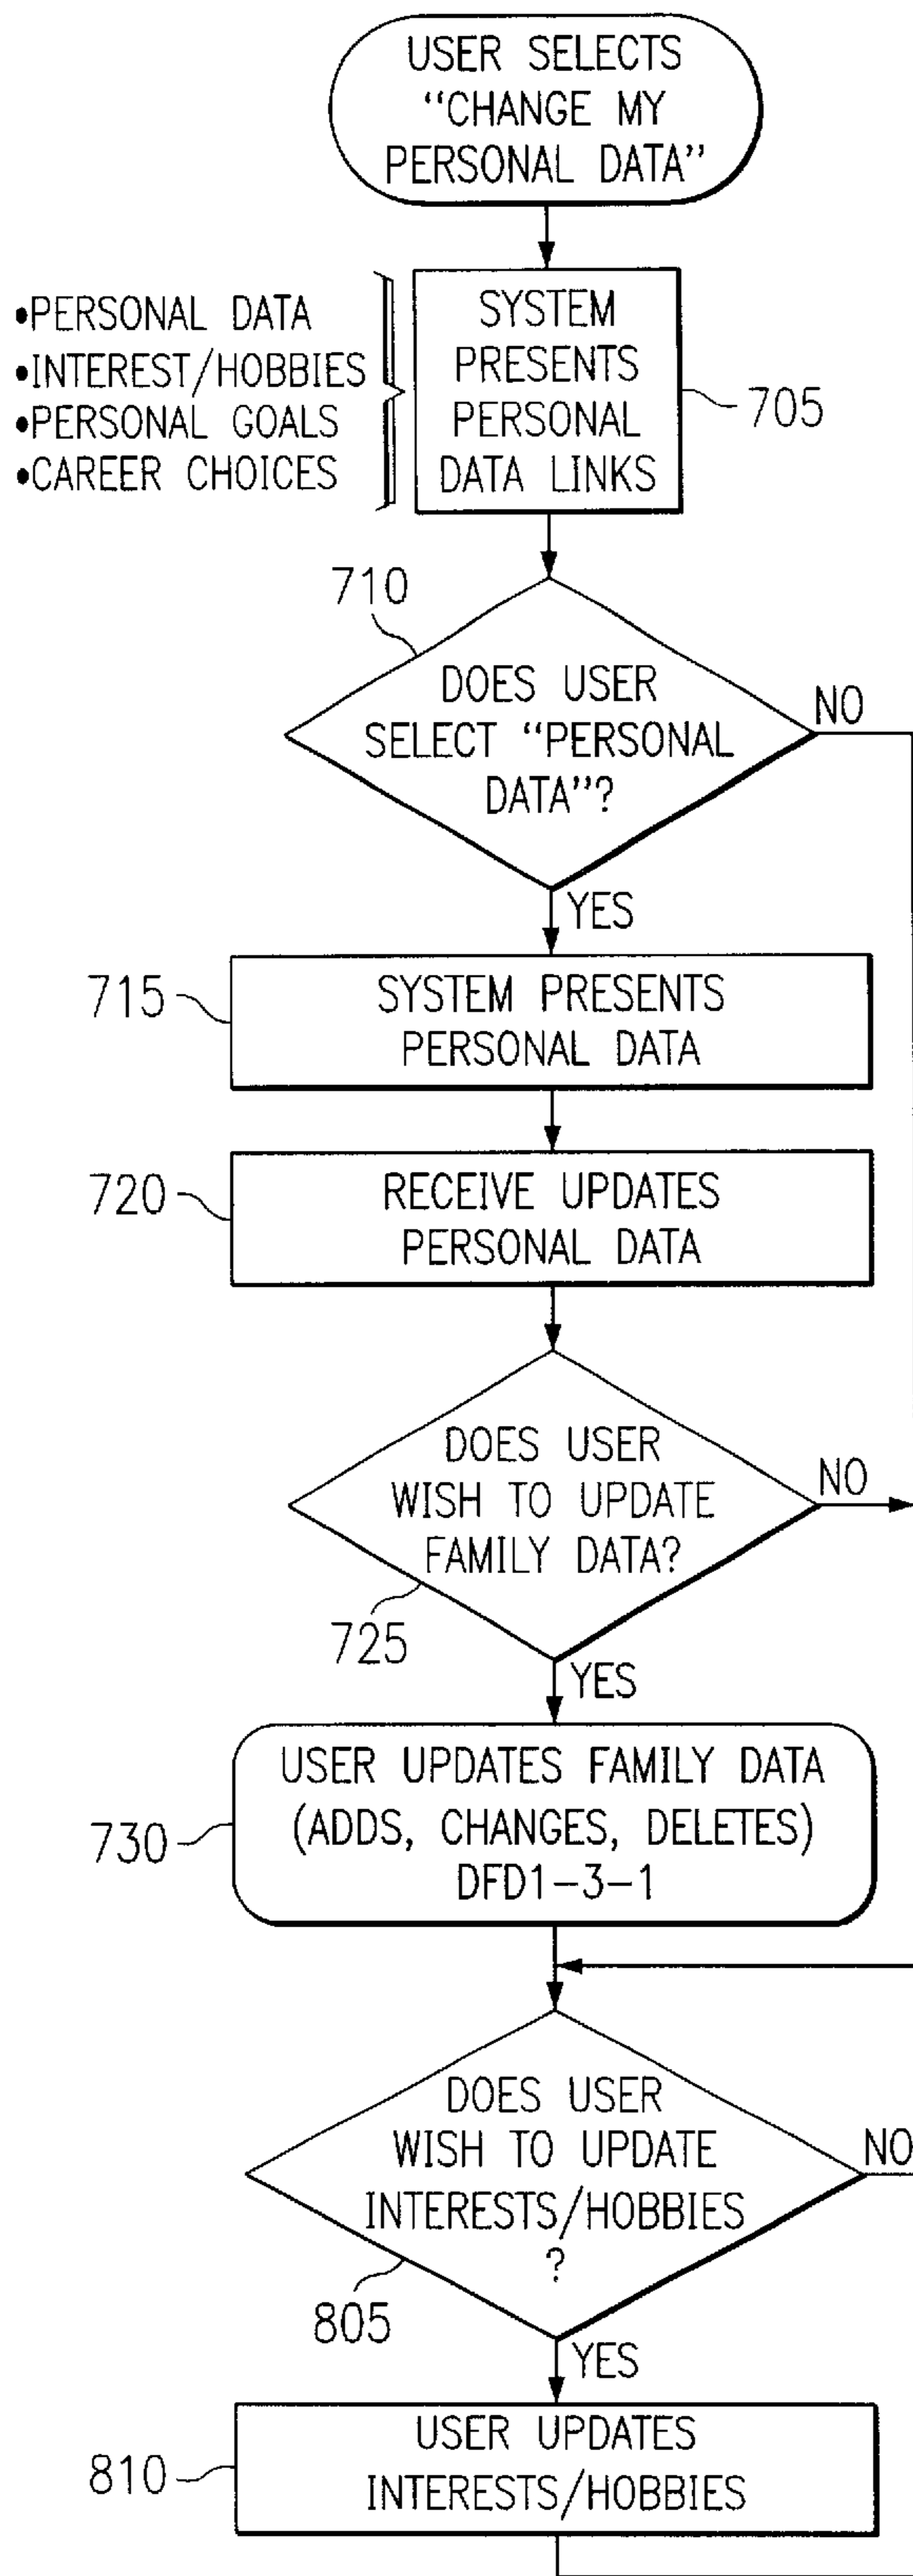 USER SELECTS
“CHANGE MY
PERSONAL DATA”
•PERSONAL DATA
•INTEREST/HOBBIES
•PERSONAL GOALS
•CAREER CHOICES
SYSTEM
PRESENTS
PERSONAL
DATA LINKS
705
710
DOES USER
SELECT “PERSONAL
DATA”?
NO
YES
715
SYSTEM PRESENTS
PERSONAL DATA
720
RECEIVE UPDATES
PERSONAL DATA
DOES USER
WISH TO UPDATE
FAMILY DATA?
NO
725
YES
730
USER UPDATES FAMILY DATA
(ADDS, CHANGES, DELETES)
DFD1-3-1
DOES USER
WISH TO UPDATE
INTERESTS/HOBBIES
?
NO
805
YES
810
USER UPDATES
INTERESTS/HOBBIES